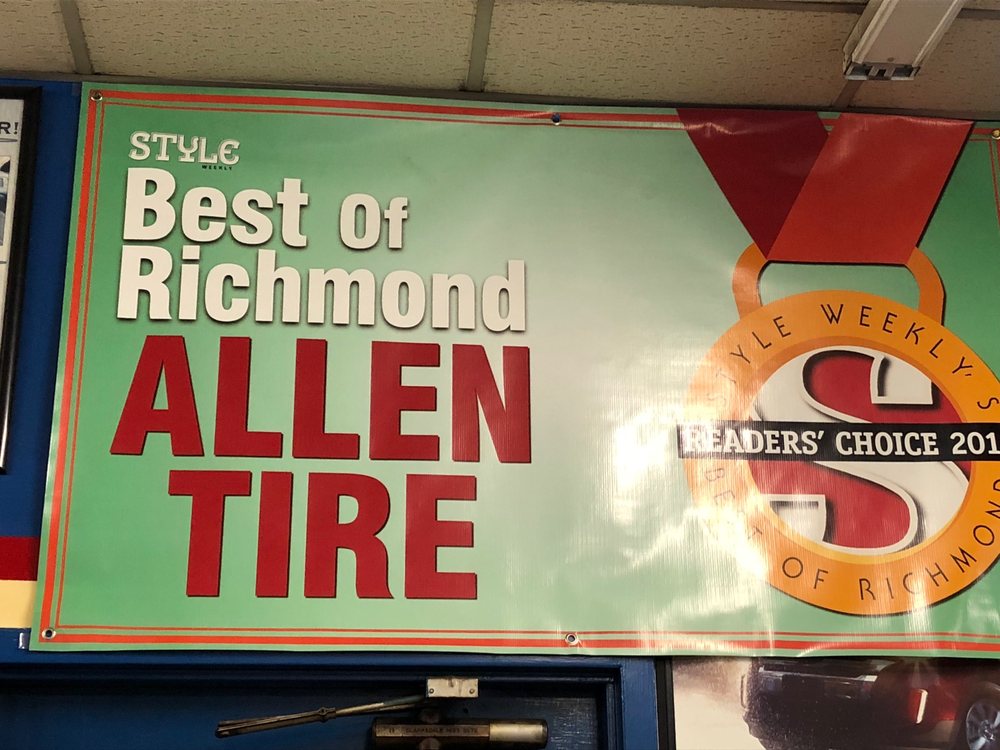 R!
STYLE
WEEKLY
Best Of
Richmond
ALLEN
TIRE
STYLE WEEKLY'S
READERS' CHOICE 201
BEST OF RICHMOND